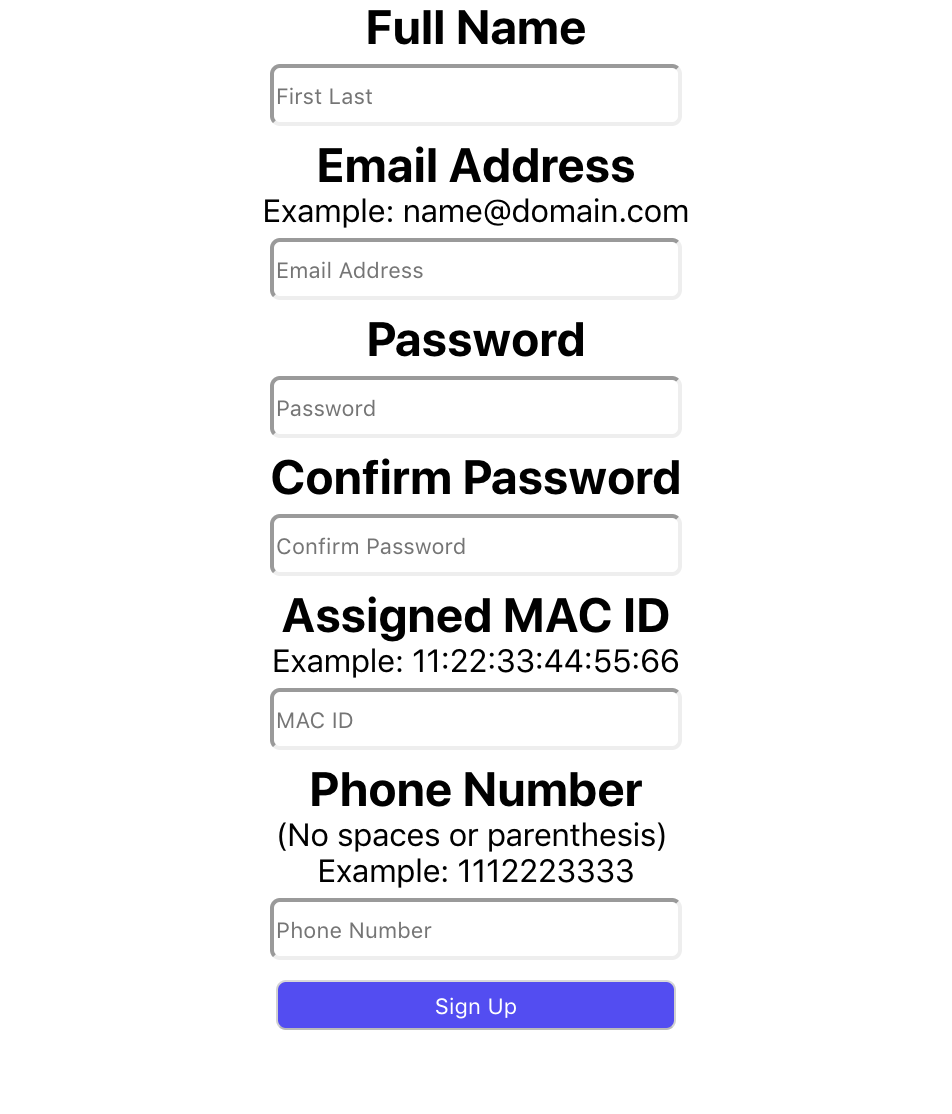 Full Name
First Last
Email Address
Example: name@domain.com
Email Address
Password
Password
Confirm Password
Confirm Password
Assigned MAC ID
Example: 11:22:33:44:55:66
MAC ID
Phone Number
(No spaces or parenthesis)
Example: 1112223333
Phone Number
Sign Up